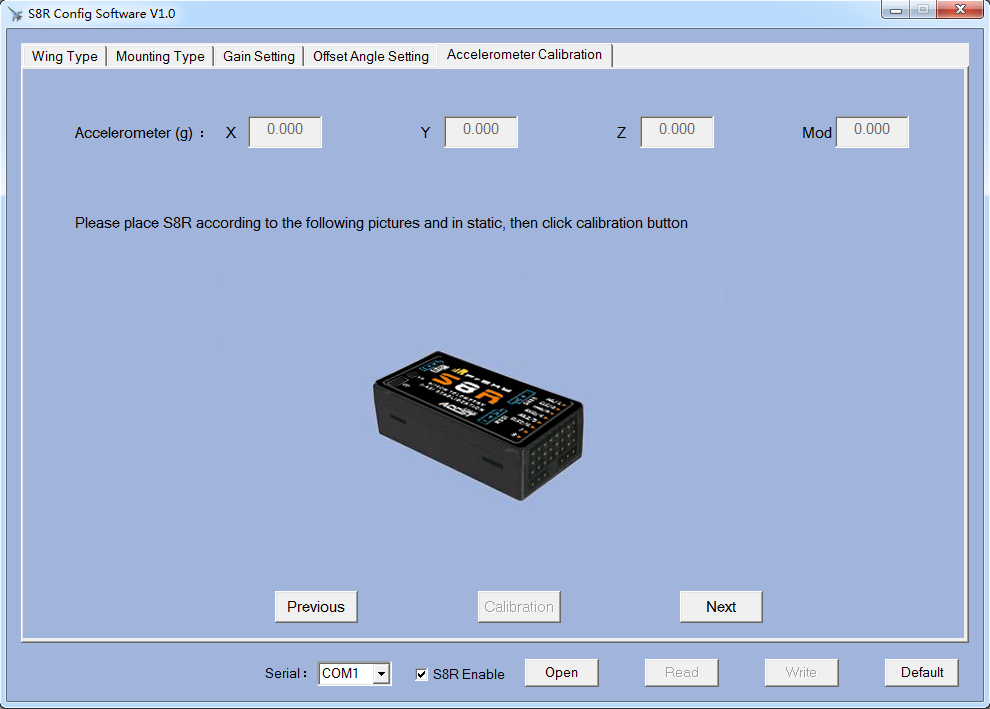 S8R Config Software V1.0
Wing Type Mounting Type Gain Setting Offset Angle Setting Accelerometer Calibration
Accelerometer (g) : X 0.000 Y 0.000 Z 0.000 Mod 0.000
Please place S8R according to the following pictures and in static, then click calibration button
S8R
Previous Calibration Next
Serial : COM1 S8R Enable Open Read Write Default